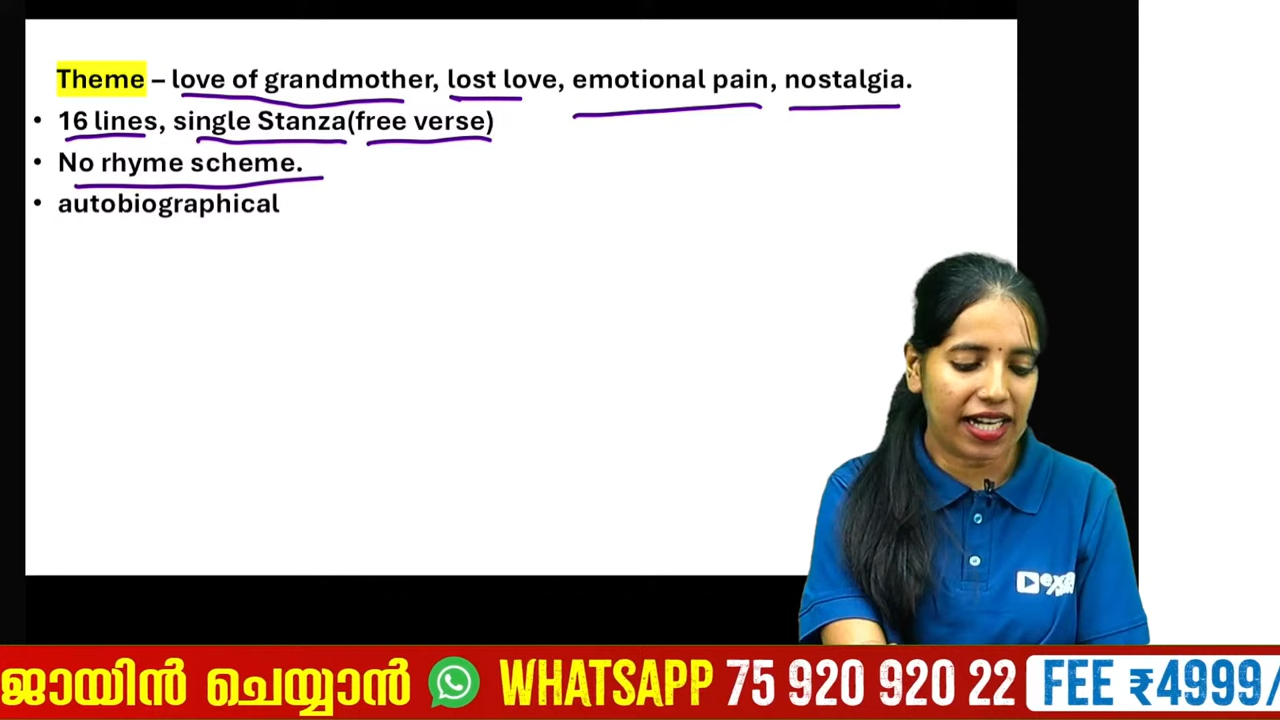 Theme – love of grandmother, lost love, emotional pain, nostalgia.
• 16 lines, single Stanza(free verse)
• No rhyme scheme.
• autobiographical
ജോയിൻ ചെയ്യാൻ WHATSAPP 75 920 920 22 FEE ₹4999/